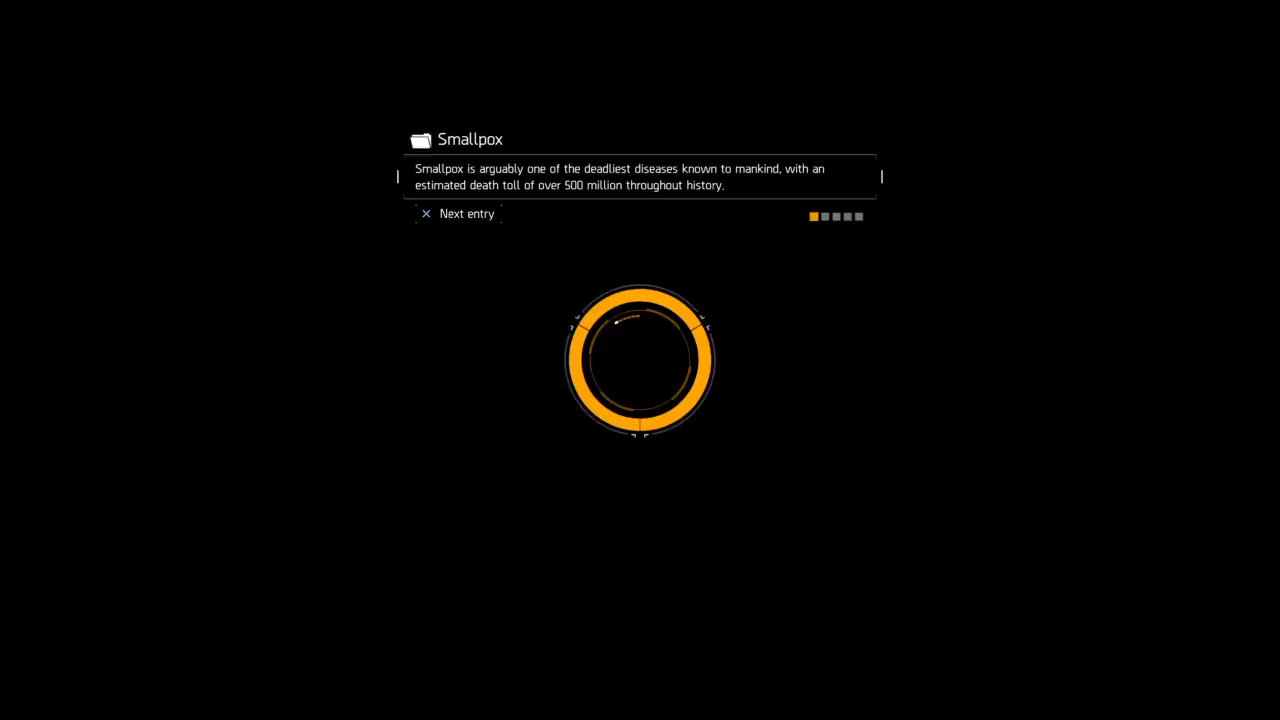 Smallpox
Smallpox is arguably one of the deadliest diseases known to mankind, with an
estimated death toll of over 500 million throughout history.
Next entry